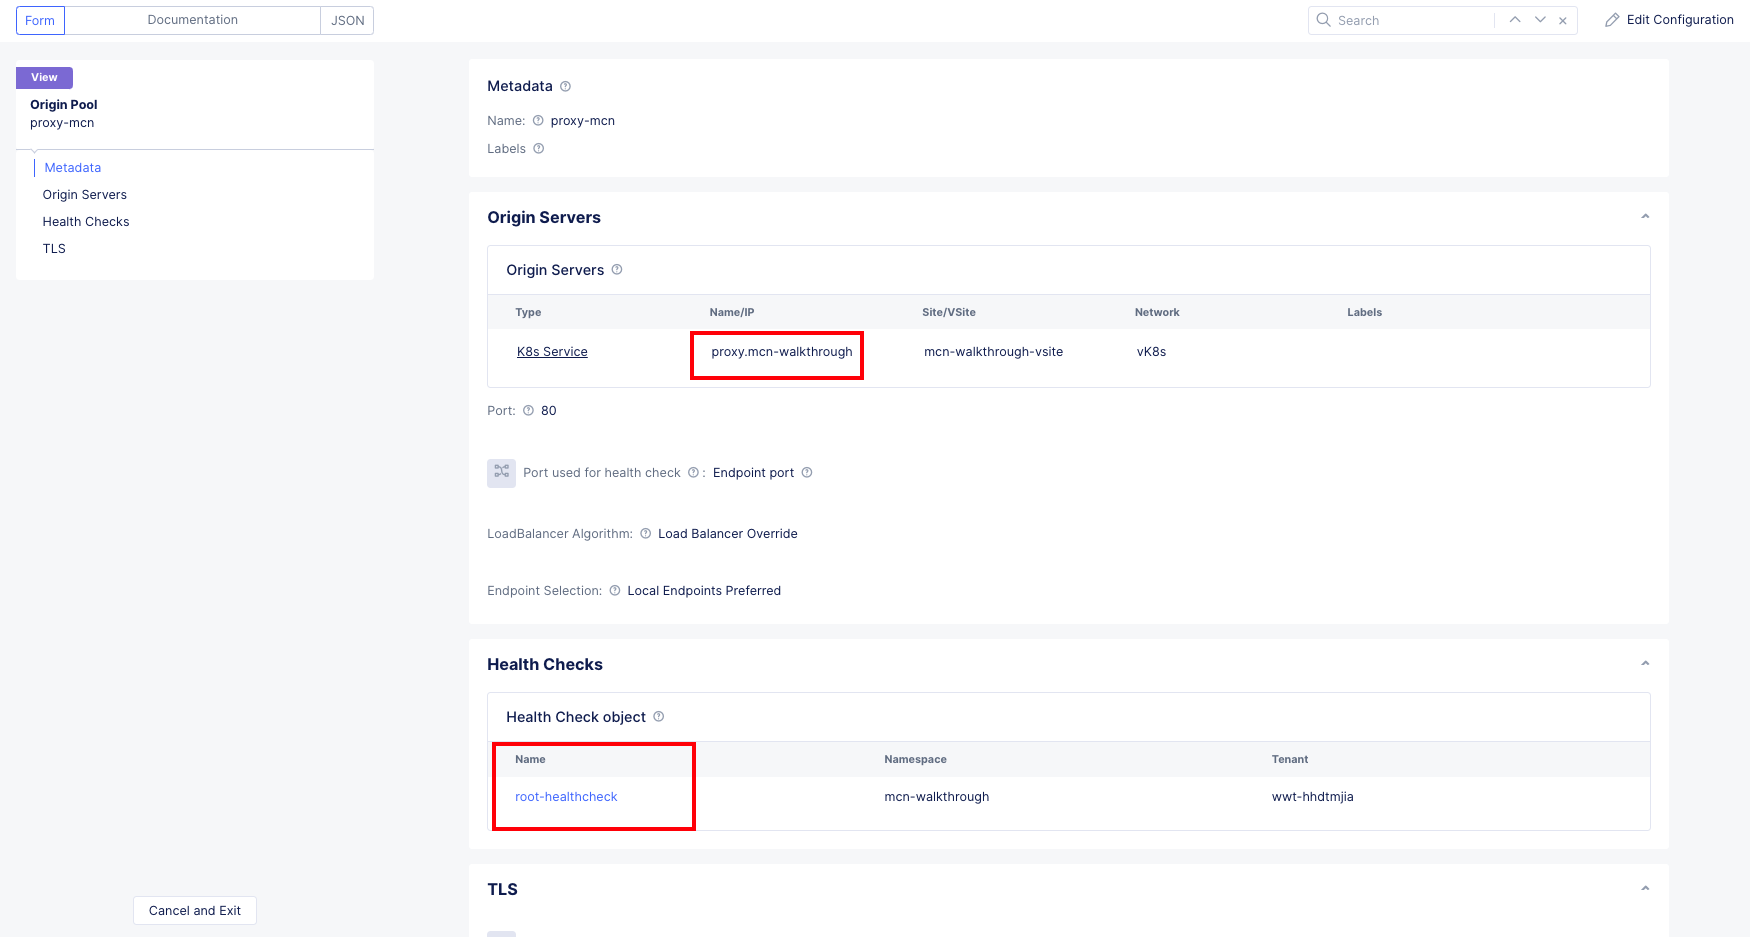 Form
Documentation
JSON
Search
Edit Configuration
View
Origin Pool
proxy-mcn
Metadata
Origin Servers
Health Checks
TLS
Cancel and Exit
Metadata
Name: proxy-mcn
Labels
Origin Servers
Origin Servers
Type Name/IP Site/VSite Network Labels
K8s Service proxy.mcn-walkthrough mcn-walkthrough-vsite vK8s
Port: 80
Port used for health check : Endpoint port
LoadBalancer Algorithm: Load Balancer Override
Endpoint Selection: Local Endpoints Preferred
Health Checks
Health Check object
Name Namespace Tenant
root-healthcheck mcn-walkthrough wwt-hhdtmjia
TLS